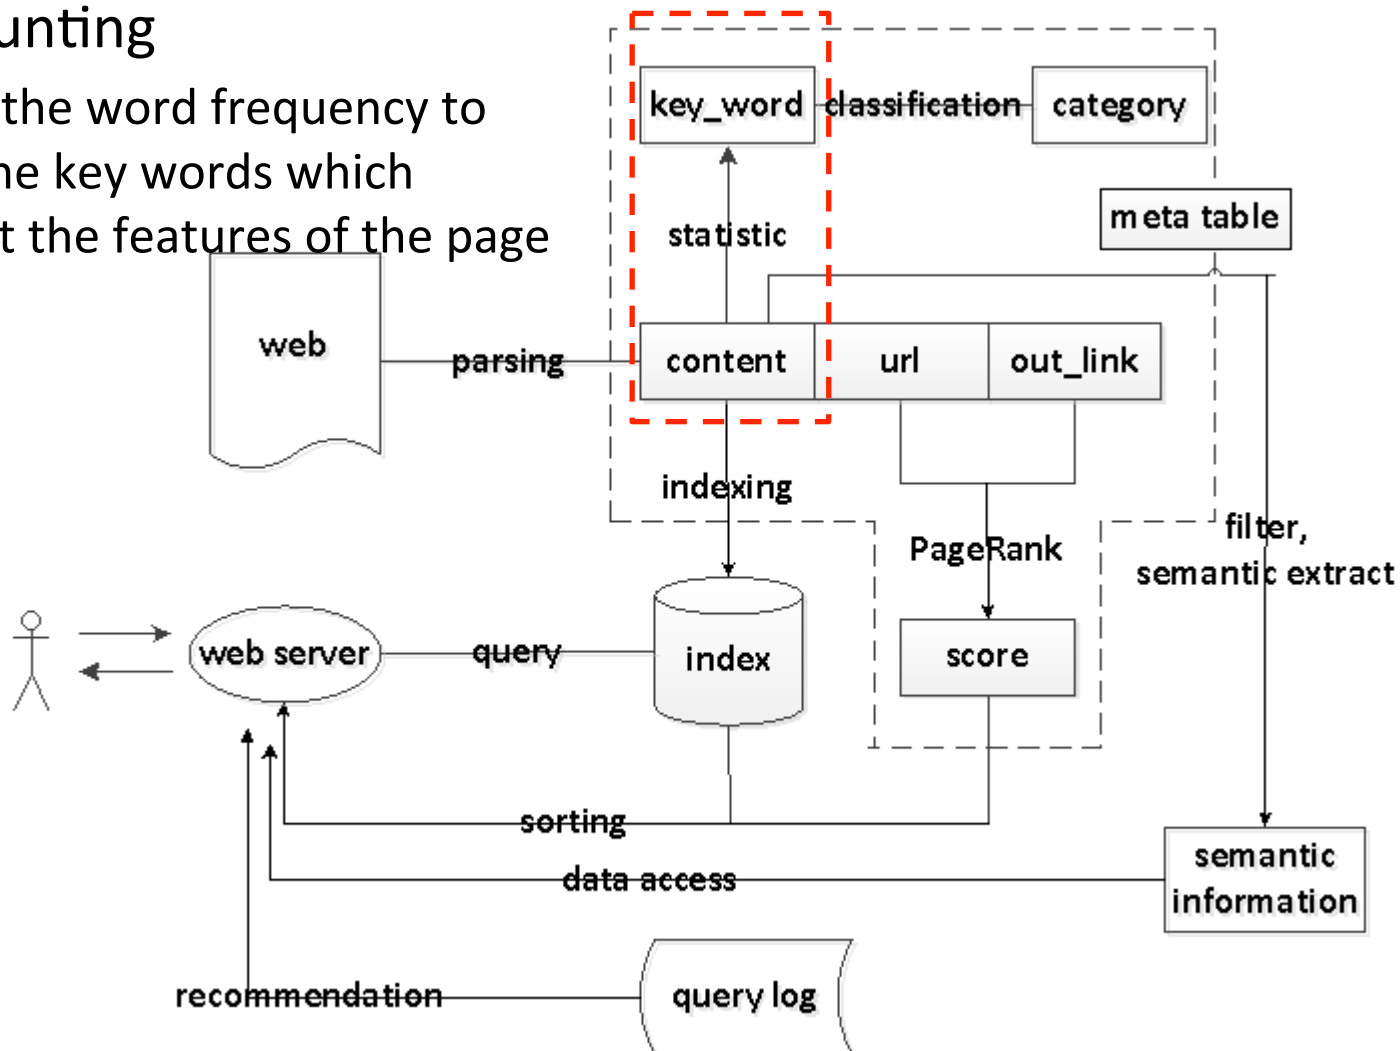 unting
the word frequency to
he key words which
t the features of the page
key_word
classification
category
meta table
statistic
web
parsing
content
url
out_link
indexing
PageRank
filter,
semantic extract
web server
query
index
score
sorting
data access
semantic
information
recommendation
query log